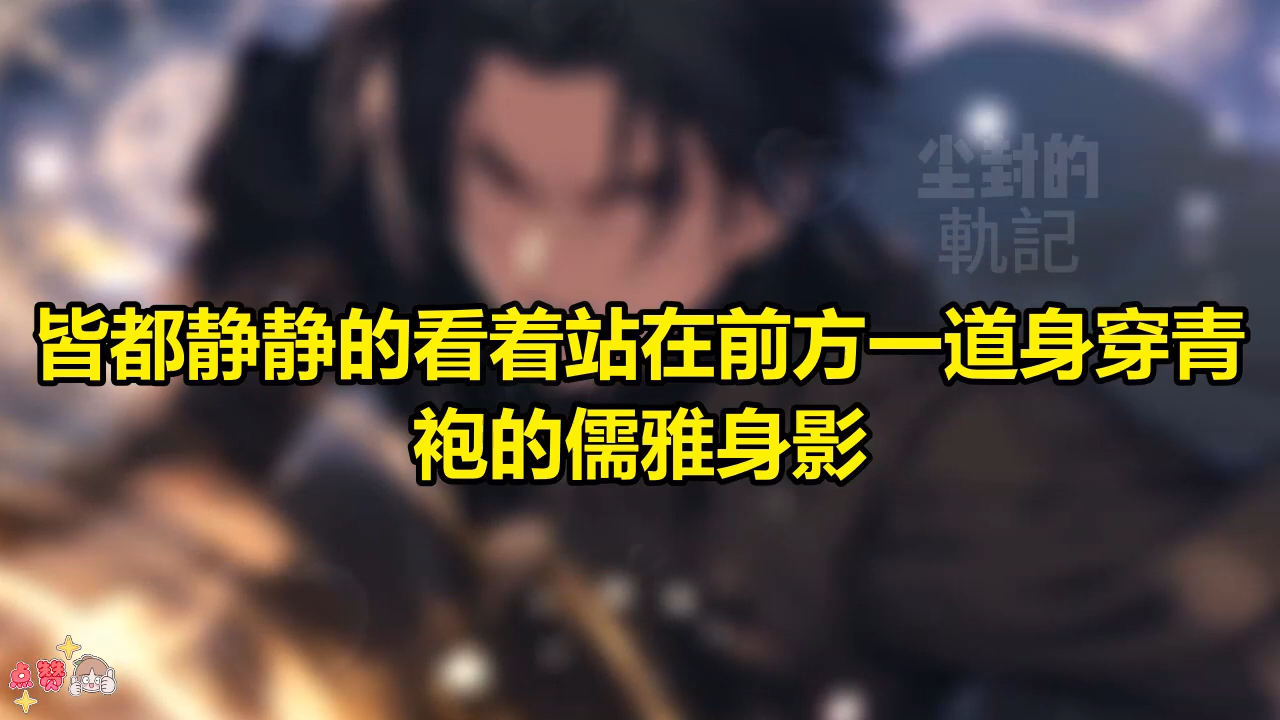 尘封的
軌記
皆都静静的看着站在前方一道身穿青
袍的儒雅身影
点赞